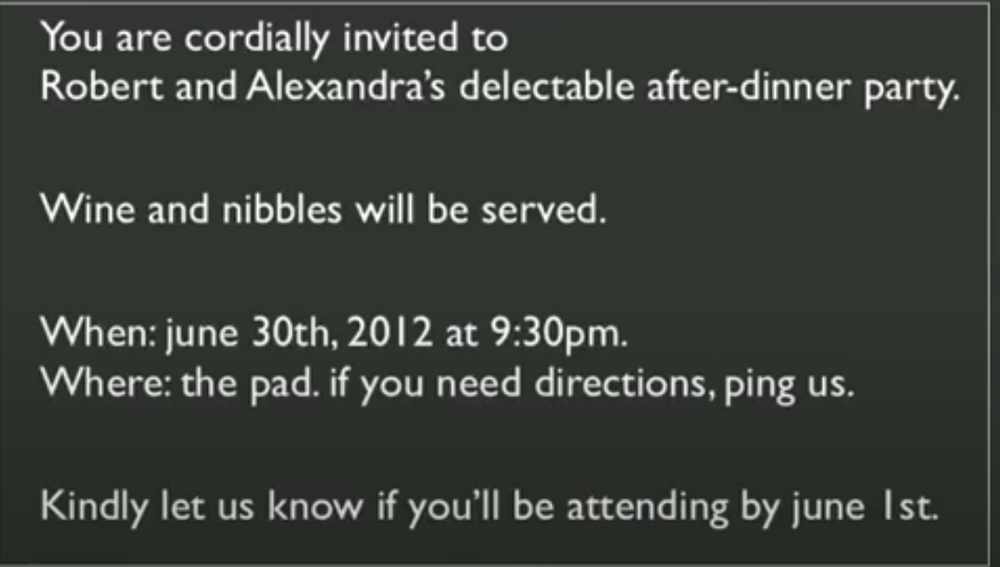 You are cordially invited to
Robert and Alexandra's delectable after-dinner party.
Wine and nibbles will be served.
When: june 30th, 2012 at 9:30pm.
Where: the pad. if you need directions, ping us.
Kindly let us know if you'll be attending by june 1st.